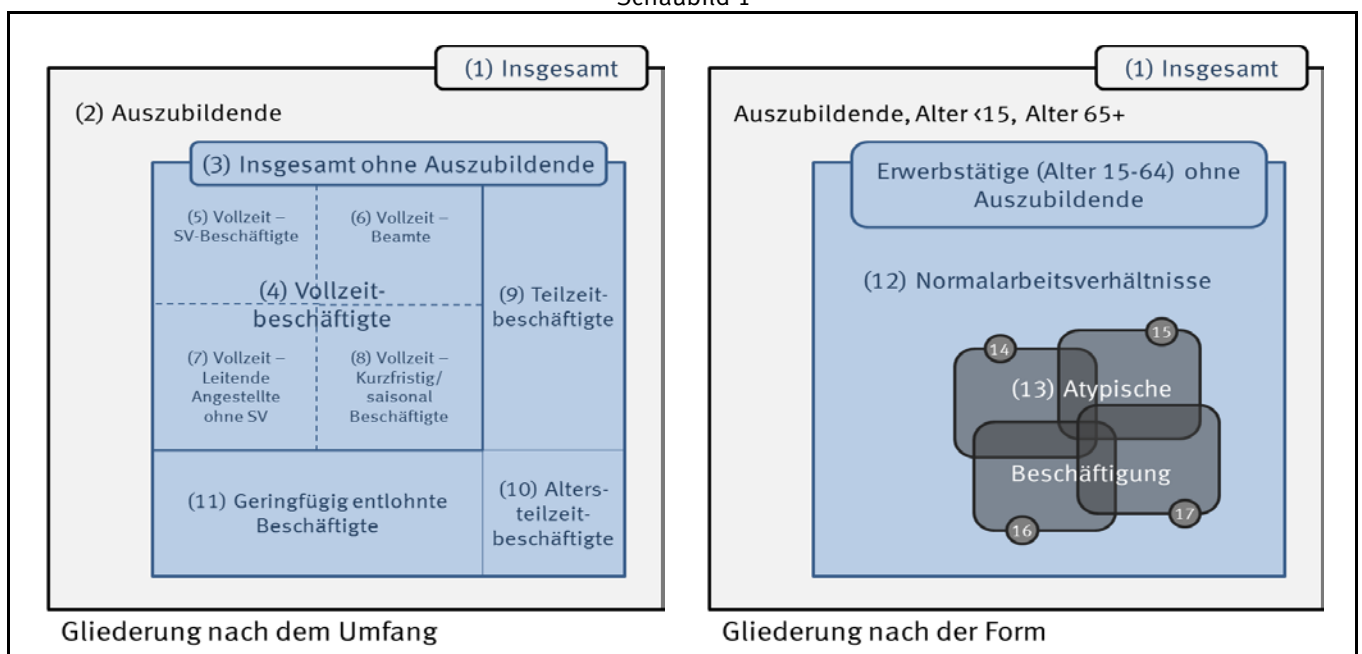 Schaubild 1
(1) Insgesamt
(2) Auszubildende
(3) Insgesamt ohne Auszubildende
(5) Vollzeit –
SV-Beschäftigte
(6) Vollzeit –
Beamte
(4) Vollzeit-
beschäftigte
(9) Teilzeit-
beschäftigte
(7) Vollzeit –
Leitende
Angestellte
ohne SV
(8) Vollzeit –
Kurzfristig/
saisonal
Beschäftigte
(11) Geringfügig entlohnte
Beschäftigte
(10) Alters-
teilzeit-
beschäftigte
Gliederung nach dem Umfang
(1) Insgesamt
Auszubildende, Alter <15, Alter 65+
Erwerbstätige (Alter 15-64) ohne
Auszubildende
(12) Normalarbeitsverhältnisse
14
15
(13) Atypische
Beschäftigung
16
17
Gliederung nach der Form